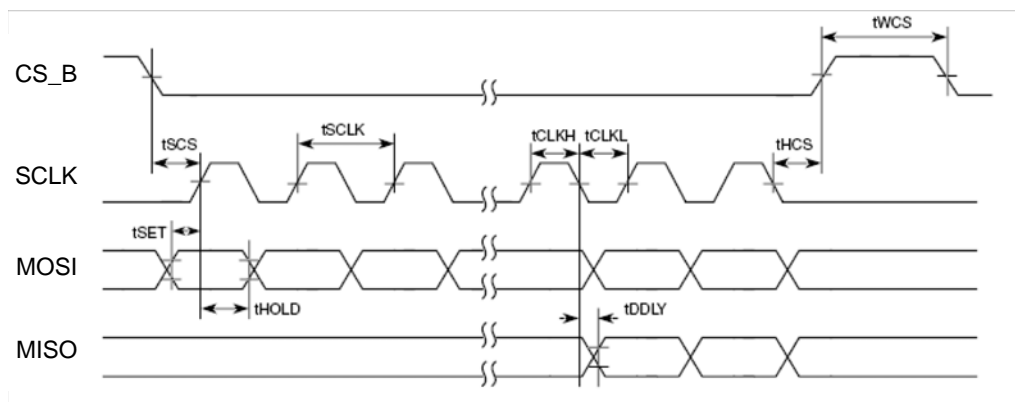 tWCS
CS_B
tSCS
tSCLK
tCLKH
tCLKL
tHCS
SCLK
tSET
MOSI
tHOLD
tDDLY
MISO